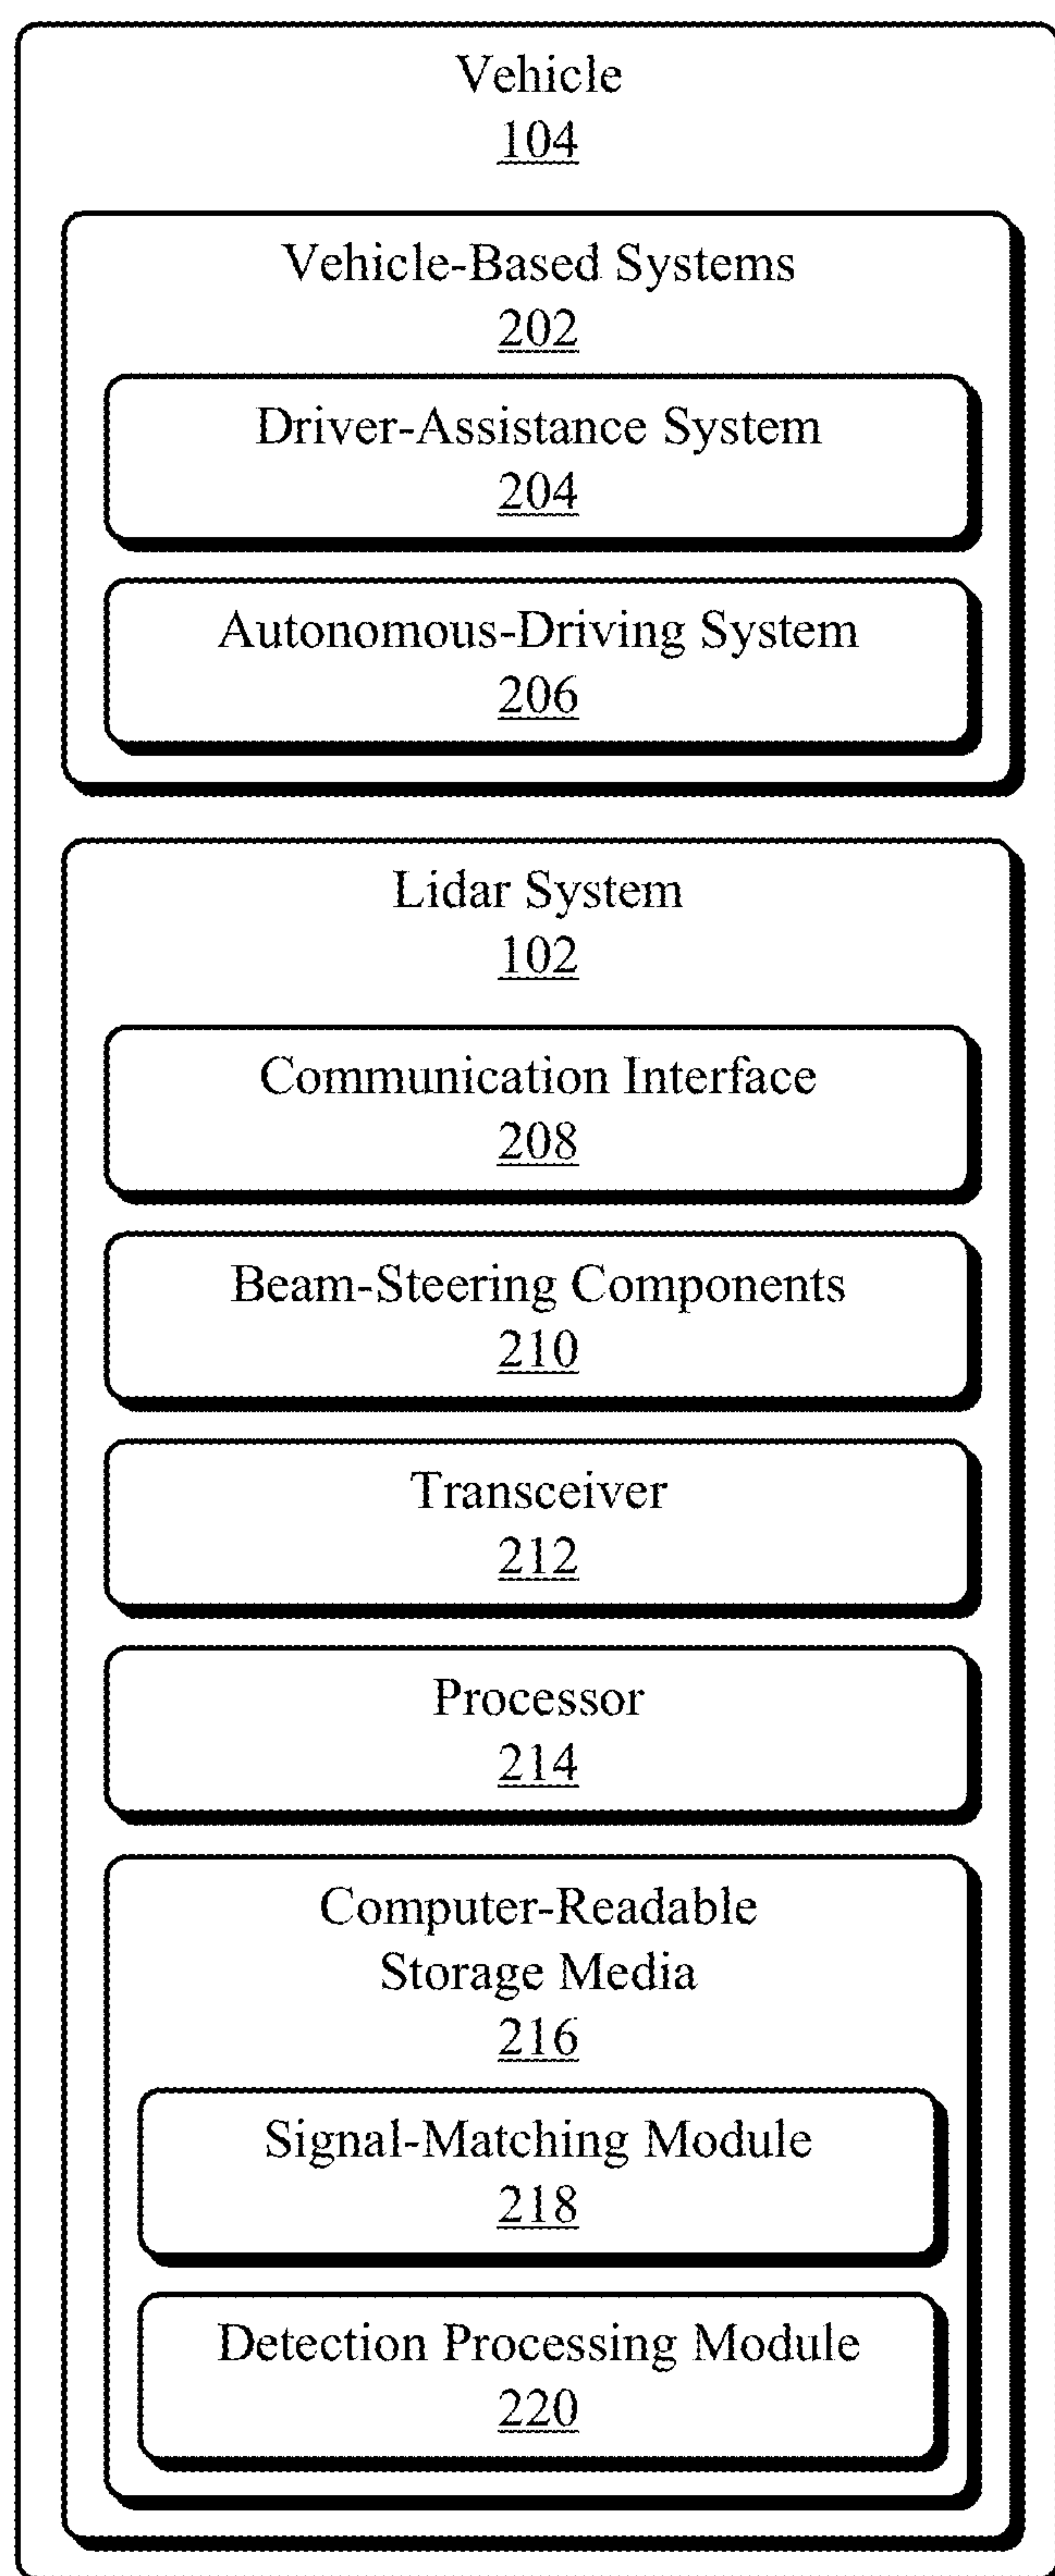 Vehicle
104
Vehicle-Based Systems
202
Driver-Assistance System
204
Autonomous-Driving System
206
Lidar System
102
Communication Interface
208
Beam-Steering Components
210
Transceiver
212
Processor
214
Computer-Readable
Storage Media
216
Signal-Matching Module
218
Detection Processing Module
220